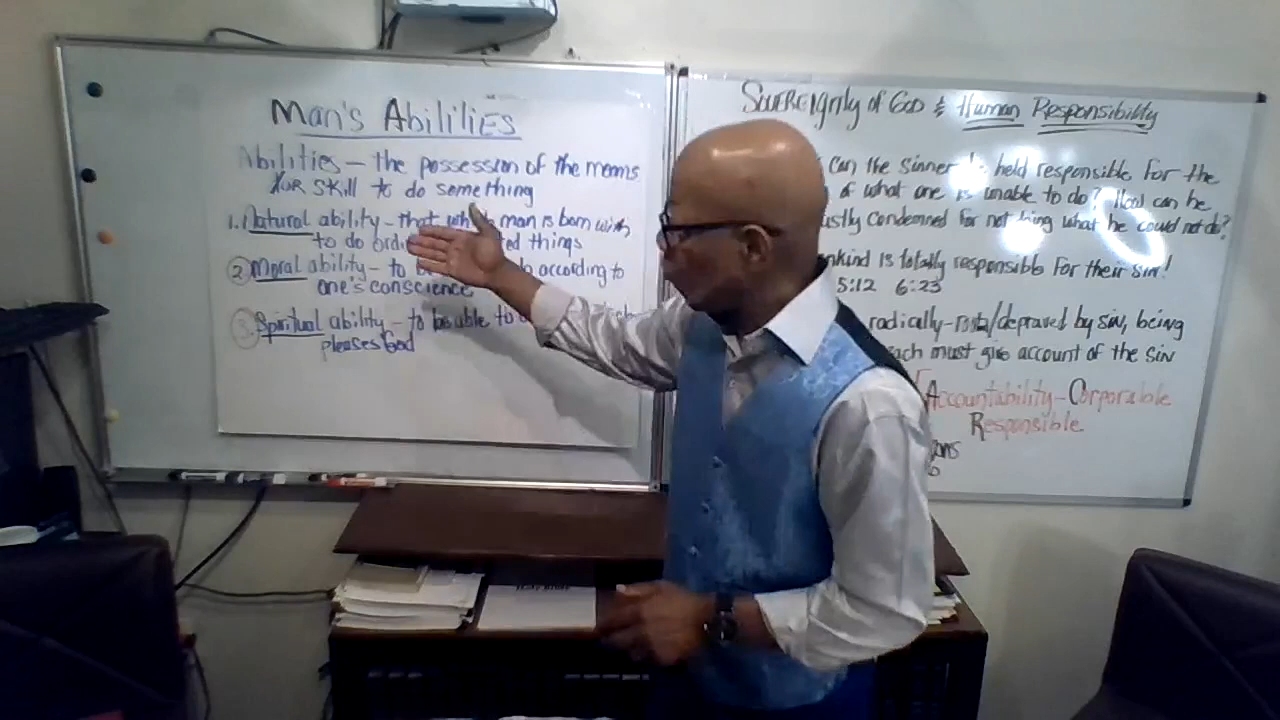 Man's Abilities
Abilities – the possession of the means
or skill to do something
1. Natural ability – that which man is born with
to do things
2 Moral ability – to according to
one's conscience
3 Spiritual ability – to be able to
pleases God
Sovereignty of God & Human Responsibility
can the sinner be held responsible for the
of what one is unable to do? How can he
justly condemned for not doing what he could not do?
mankind is totally responsible for their sin!
5:12 6:23
radically- /depraved by sin, being
each must give account of the sin
Accountability – Corporable
Responsible